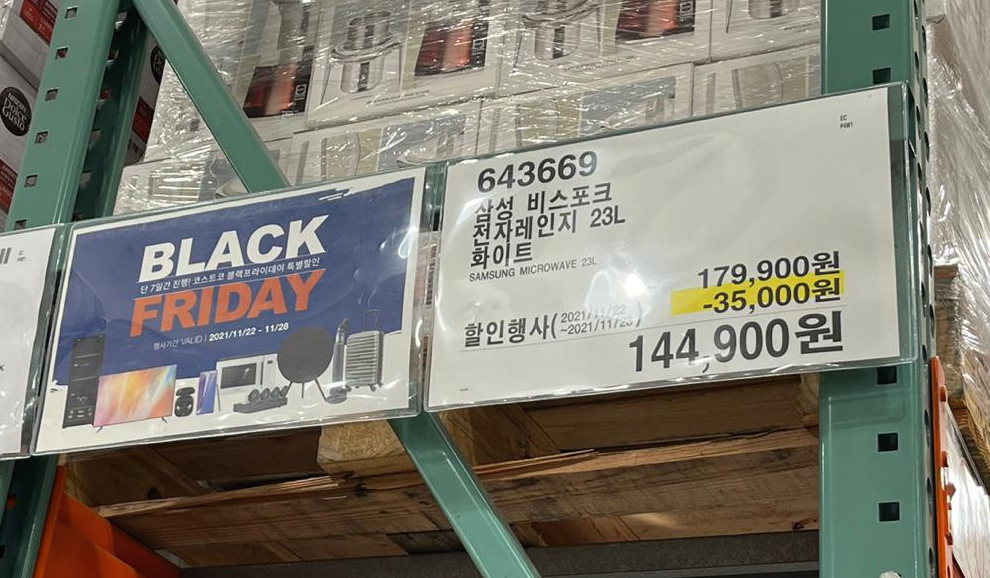 BLACK
단 7일간 진행! 코스트코 블랙프라이데이 특별할인
FRIDAY
행사기간 VALID | 2021/11/22 - 11/28
EC
P4W1
643669
삼성 비스포크
전자레인지 23L
화이트
SAMSUNG MICROWAVE 23L
179,900원
-35,000원
할인행사(2021/11/22
~2021/11/28)
144,900원